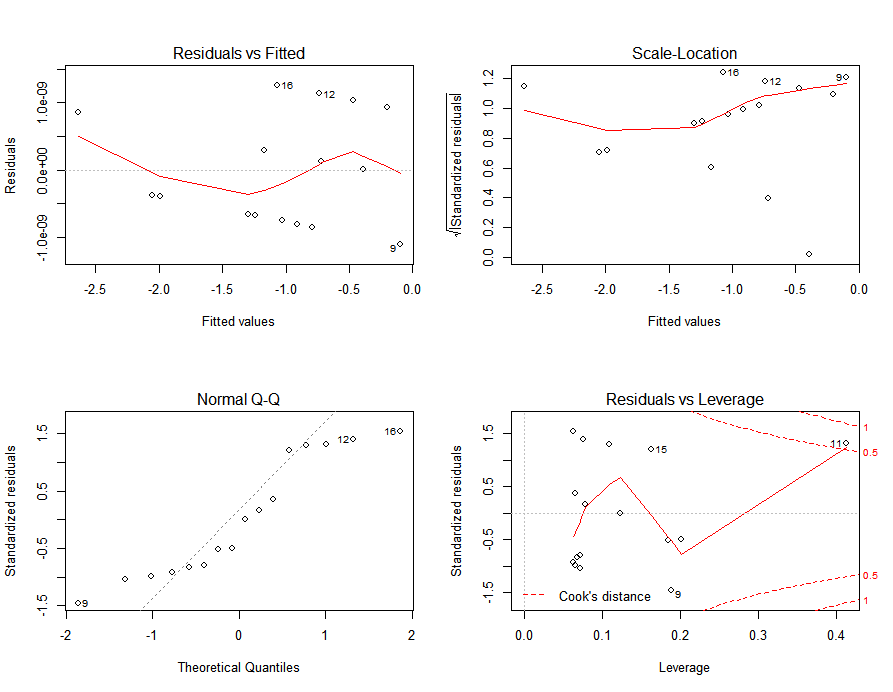 Residuals vs Fitted
Residuals
1.0e-09
0.0e+00
-1.0e-09
16
12
9
-2.5 -2.0 -1.5 -1.0 -0.5 0.0
Fitted values
Scale-Location
√|Standardized residuals|
1.2
1.0
0.8
0.6
0.4
0.2
0.0
16
12
9
-2.5 -2.0 -1.5 -1.0 -0.5 0.0
Fitted values
Normal Q-Q
Standardized residuals
1.5
0.5
-0.5
-1.5
16
12
9
-2 -1 0 1 2
Theoretical Quantiles
Residuals vs Leverage
Standardized residuals
1.5
0.5
-0.5
-1.5
1
0.5
0.5
1
11
15
9
Cook's distance
0.0 0.1 0.2 0.3 0.4
Leverage